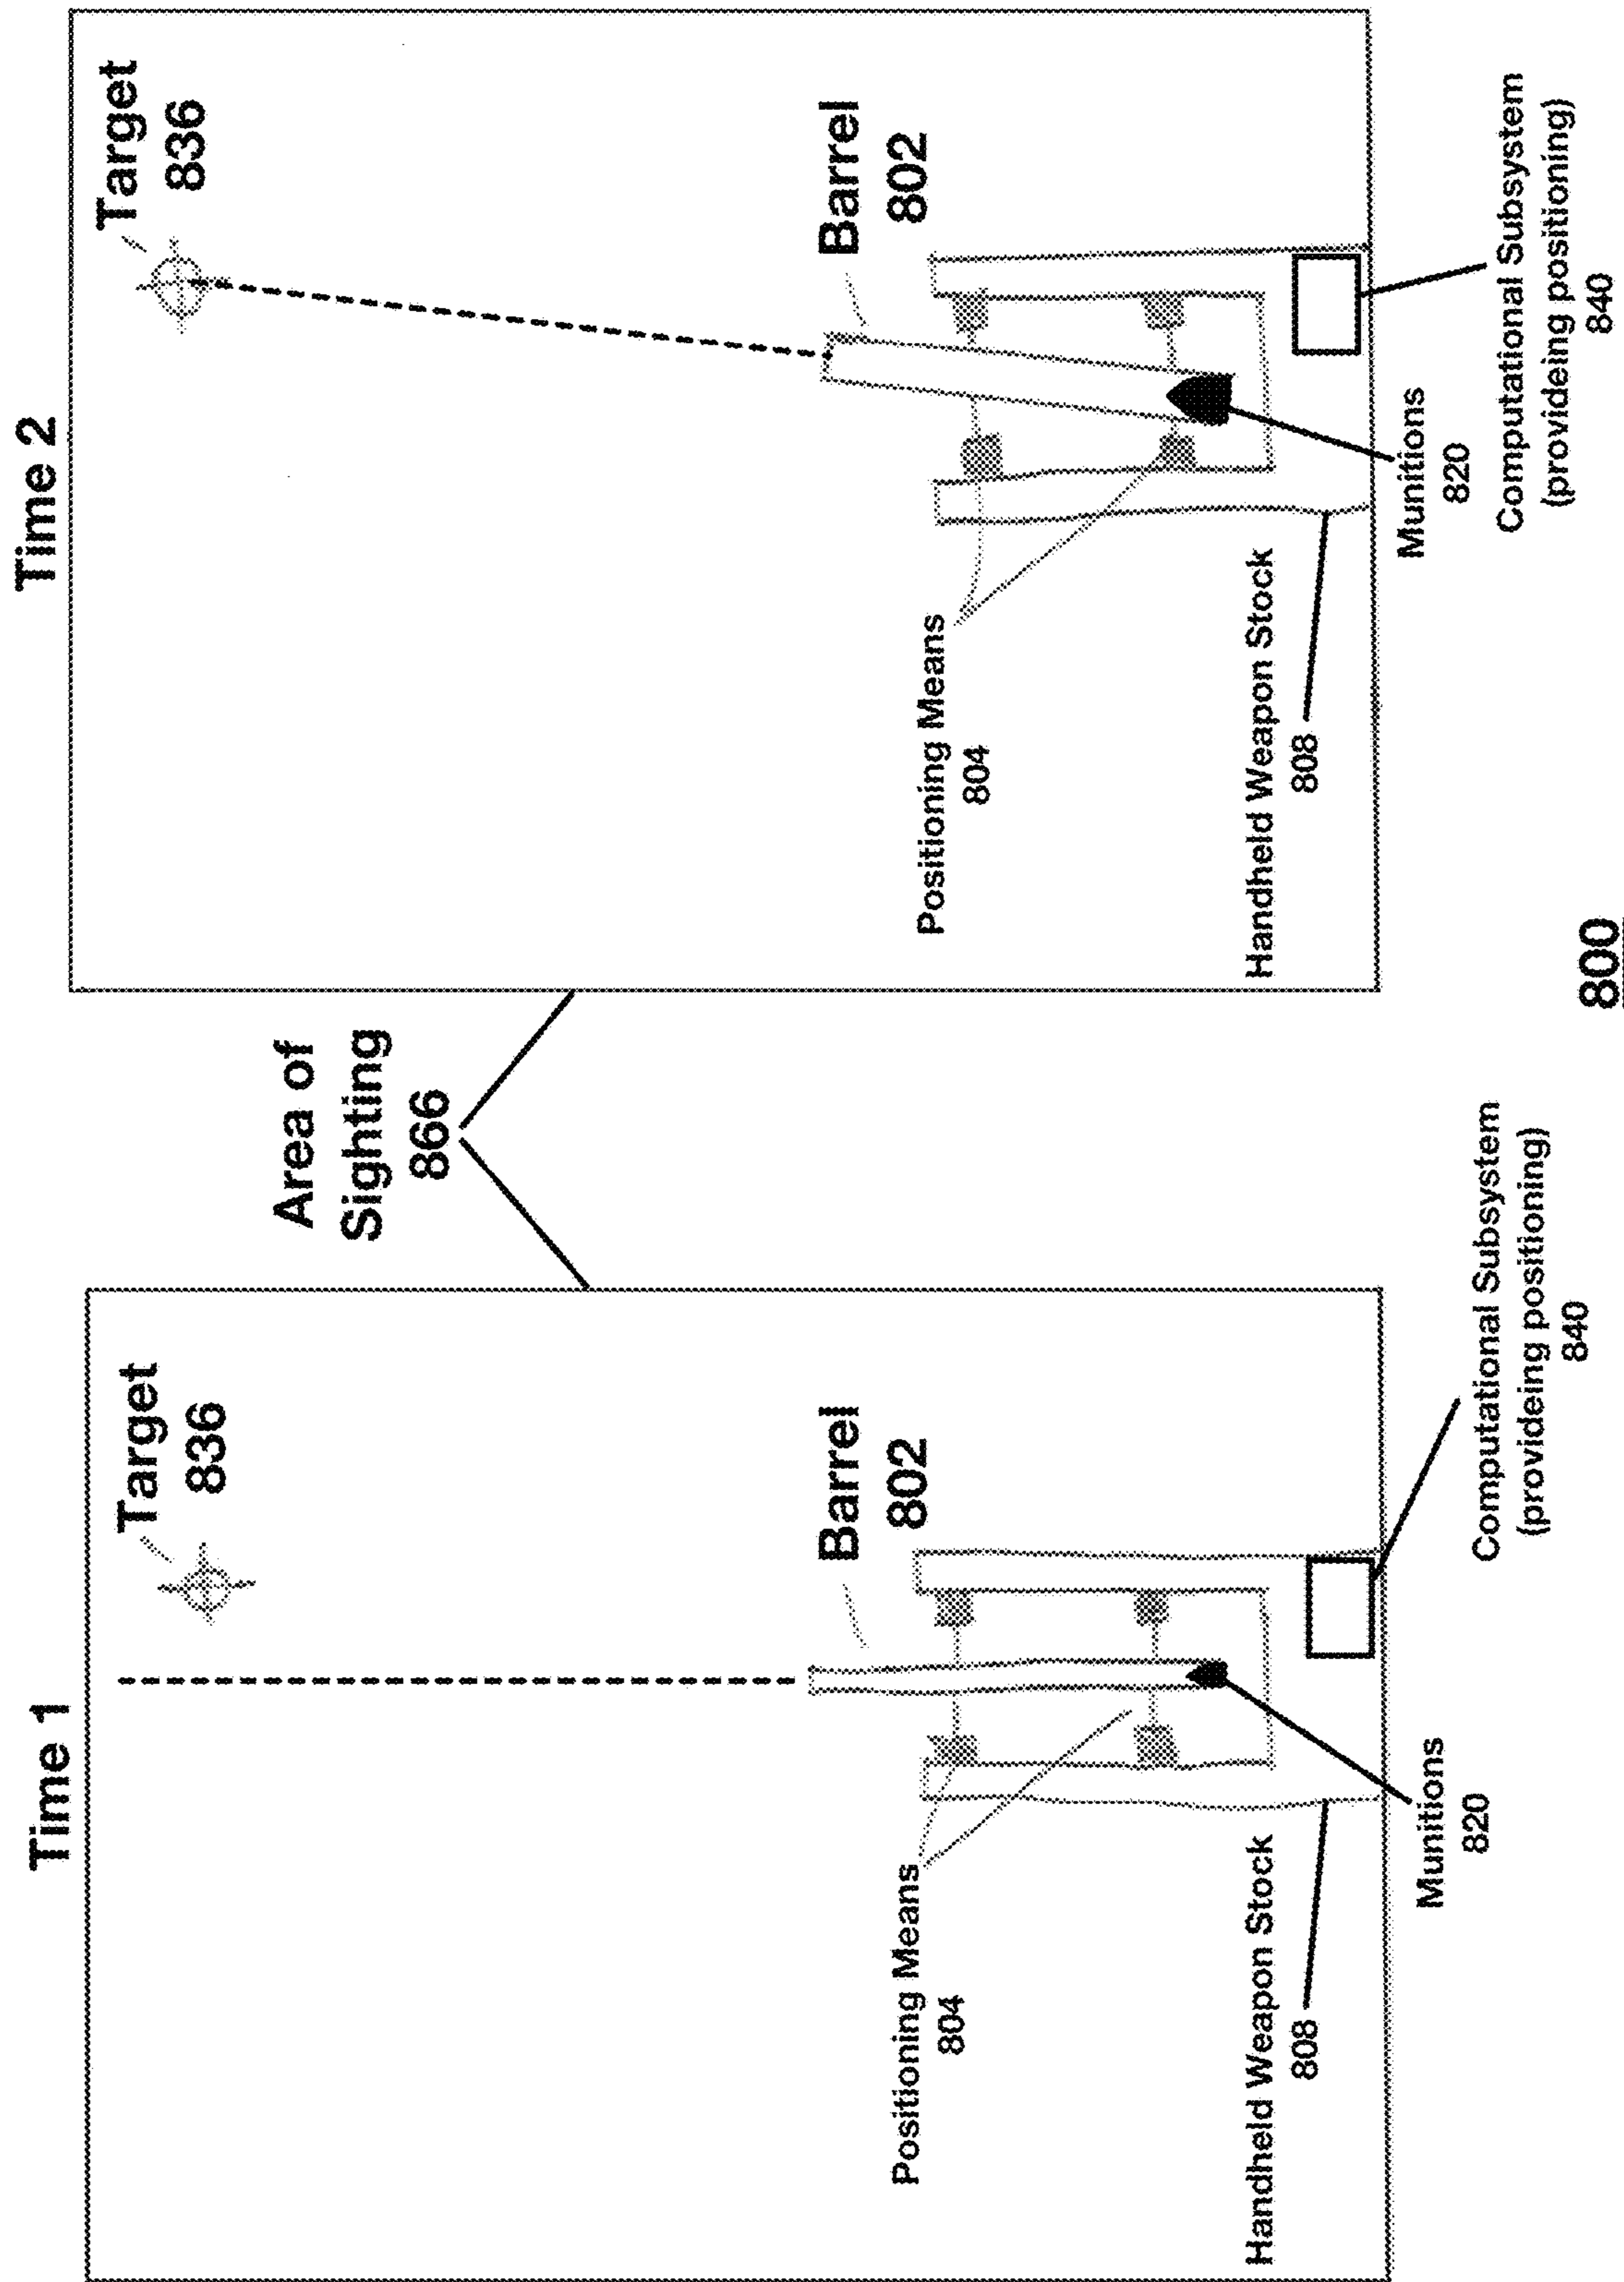 Time 1
Target
836
Barrel
802
Positioning Means
804
Handheld Weapon Stock
808
Munitions
820
Computational Subsystem
(provideing positioning)
840
Area of
Sighting
866
Time 2
Target
836
Barrel
802
Positioning Means
804
Handheld Weapon Stock
808
Munitions
820
Computational Subsystem
(provideing positioning)
840
800